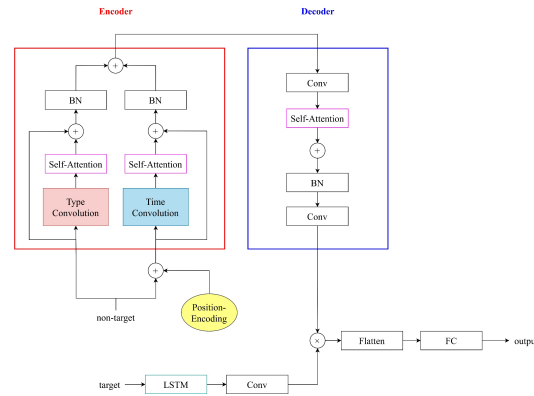 Encoder
Decoder
+
BN
BN
+
+
Self-Attention
Self-Attention
Type
Convolution
Time
Convolution
+
Position-
Encoding
non-target
Conv
Self-Attention
+
BN
Conv
×
Flatten
FC
output
target
LSTM
Conv